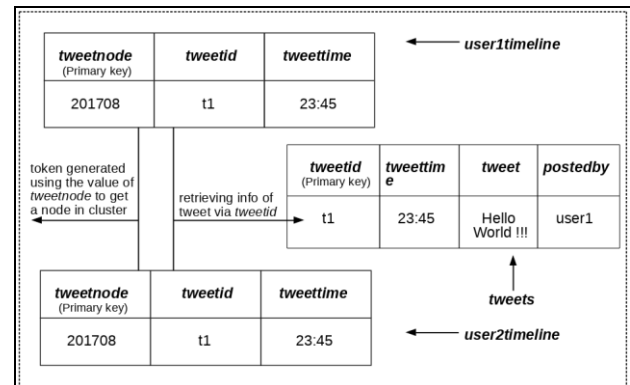 tweetnode tweetid tweettime
(Primary key)
201708 t1 23:45
user1timeline
token generated
using the value of
tweetnode to get
a node in cluster
retrieving info of
tweet via tweetid
tweetid tweettim tweet postedby
(Primary key) e
t1 23:45 Hello user1
World !!!
tweets
tweetnode tweetid tweettime
(Primary key)
201708 t1 23:45
user2timeline